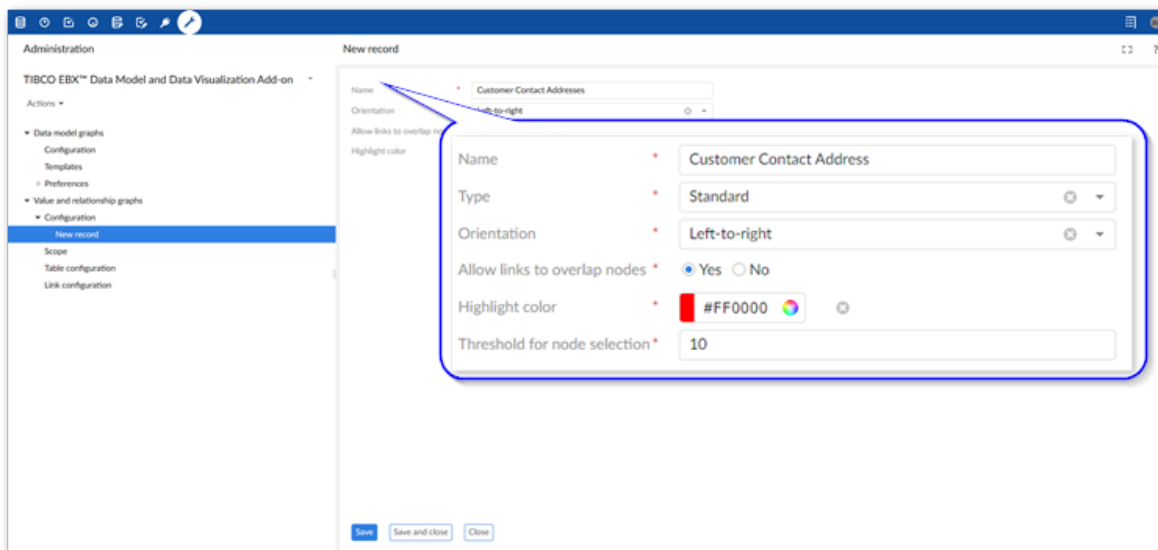 Administration
New record
TIBCO EBX™ Data Model and Data Visualization Add-on
Actions
Data model graphs
Configuration
Templates
Preferences
Value and relationship graphs
Configuration
New record
Scope
Table configuration
Link configuration
Name * Customer Contact Addresses
Orientation Left-to-right
Allow links to overlap
Highlight color
Name * Customer Contact Address
Type * Standard
Orientation * Left-to-right
Allow links to overlap nodes * Yes No
Highlight color * #FF0000
Threshold for node selection * 10
Save Save and close Close